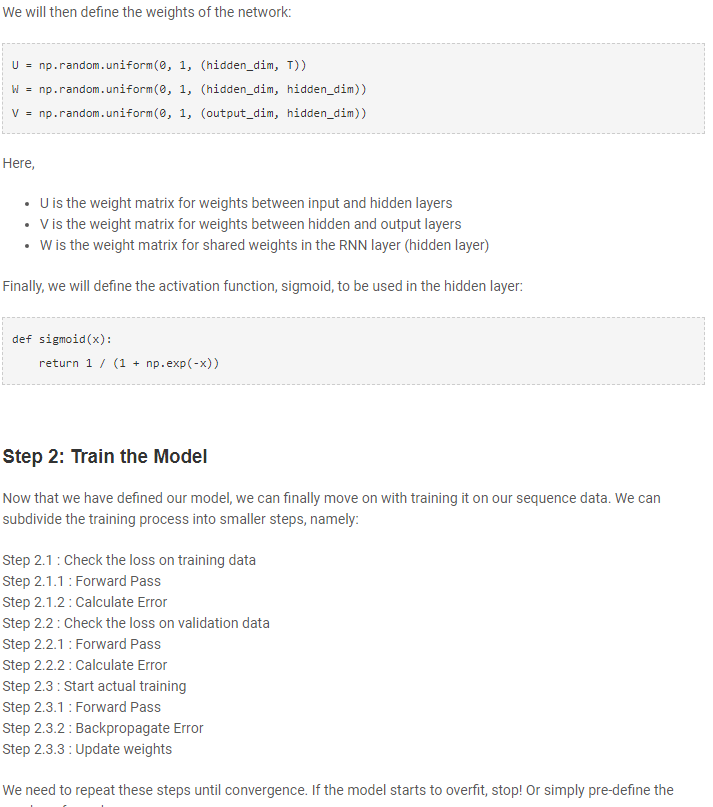 We will then define the weights of the network:
U = np.random.uniform(0, 1, (hidden_dim, T))
W = np.random.uniform(0, 1, (hidden_dim, hidden_dim))
V = np.random.uniform(0, 1, (output_dim, hidden_dim))
Here,
• U is the weight matrix for weights between input and hidden layers
• V is the weight matrix for weights between hidden and output layers
• W is the weight matrix for shared weights in the RNN layer (hidden layer)
Finally, we will define the activation function, sigmoid, to be used in the hidden layer:
def sigmoid(x):
    return 1 / (1 + np.exp(-x))
Step 2: Train the Model
Now that we have defined our model, we can finally move on with training it on our sequence data. We can
subdivide the training process into smaller steps, namely:
Step 2.1 : Check the loss on training data
Step 2.1.1 : Forward Pass
Step 2.1.2 : Calculate Error
Step 2.2 : Check the loss on validation data
Step 2.2.1 : Forward Pass
Step 2.2.2 : Calculate Error
Step 2.3 : Start actual training
Step 2.3.1 : Forward Pass
Step 2.3.2 : Backpropagate Error
Step 2.3.3 : Update weights
We need to repeat these steps until convergence. If the model starts to overfit, stop! Or simply pre-define the